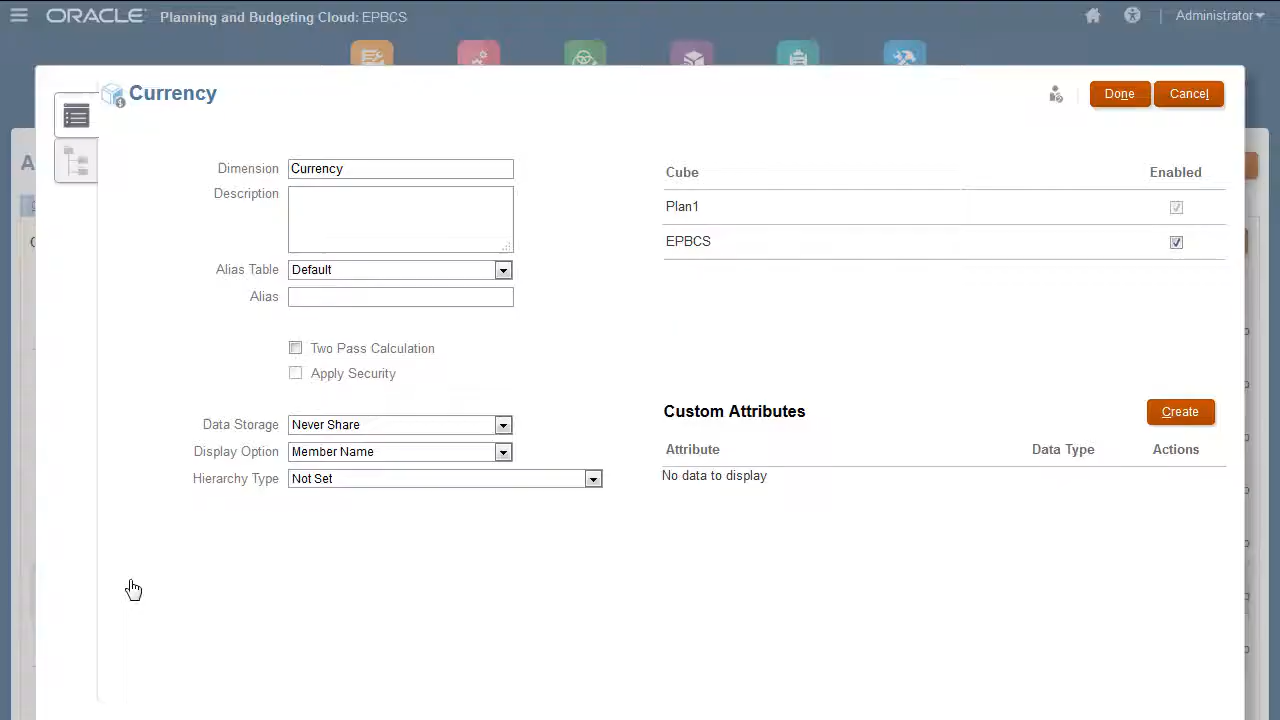 ORACLE Planning and Budgeting Cloud: EPBCS Administrator
Currency
Done Cancel
Dimension Currency
Description
Alias Table Default
Alias
Two Pass Calculation
Apply Security
Data Storage Never Share
Display Option Member Name
Hierarchy Type Not Set
Cube Enabled
Plan1
EPBCS
Custom Attributes Create
Attribute Data Type Actions
No data to display